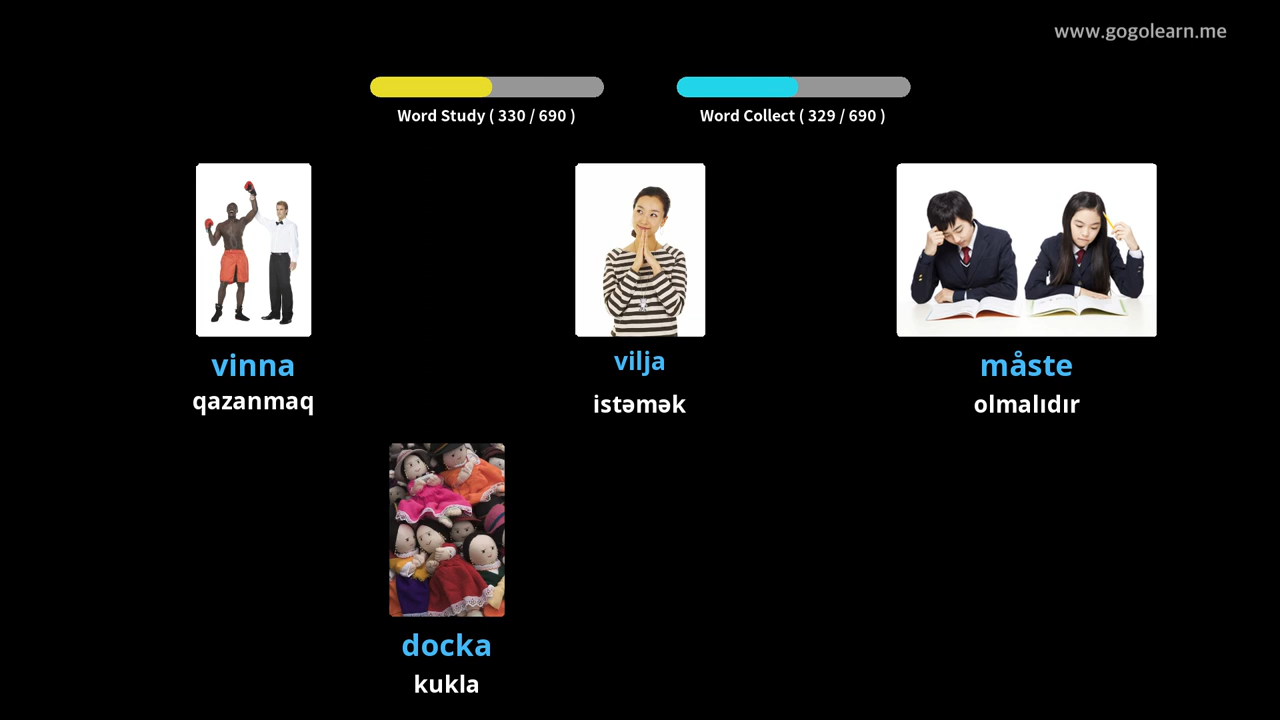 www.gogolearn.me
Word Study ( 330 / 690 )
Word Collect ( 329 / 690 )
vinna
qazanmaq
vilja
istəmək
måste
olmalıdır
docka
kukla